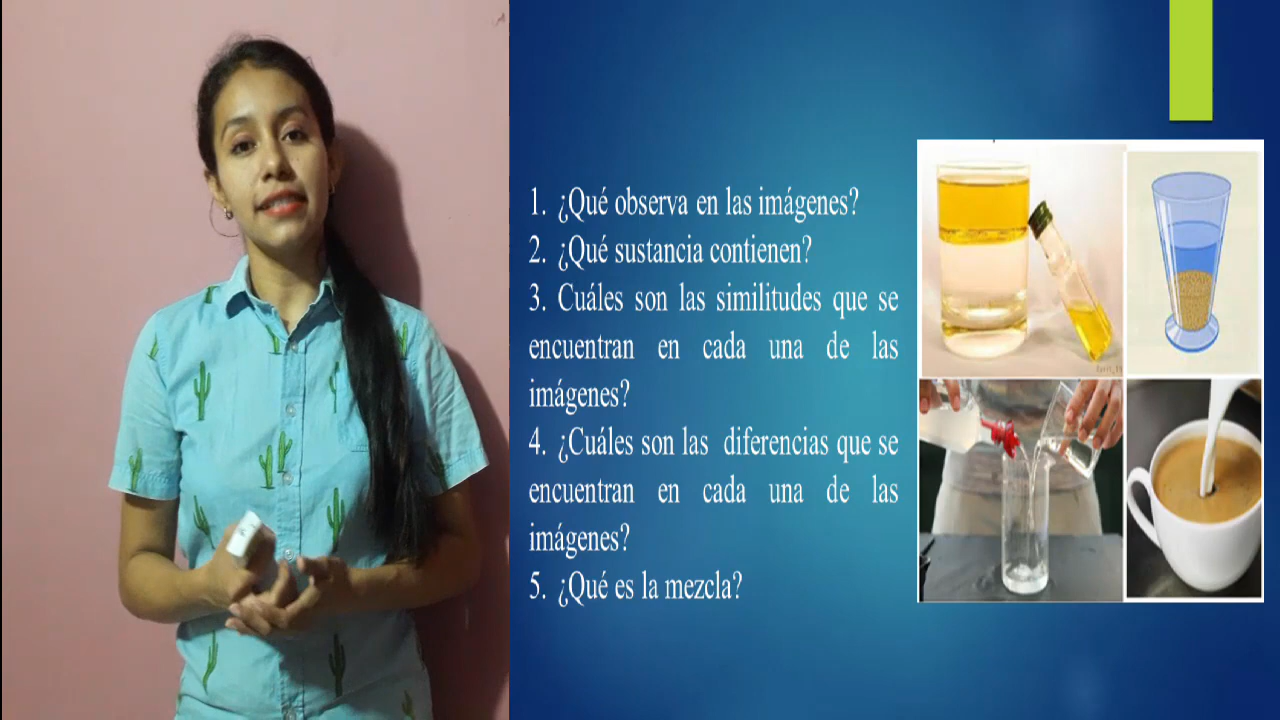 1. ¿Qué observa en las imágenes?
2. ¿Qué sustancia contienen?
3. Cuáles son las similitudes que se
encuentran en cada una de las
imágenes?
4. ¿Cuáles son las diferencias que se
encuentran en cada una de las
imágenes?
5. ¿Qué es la mezcla?